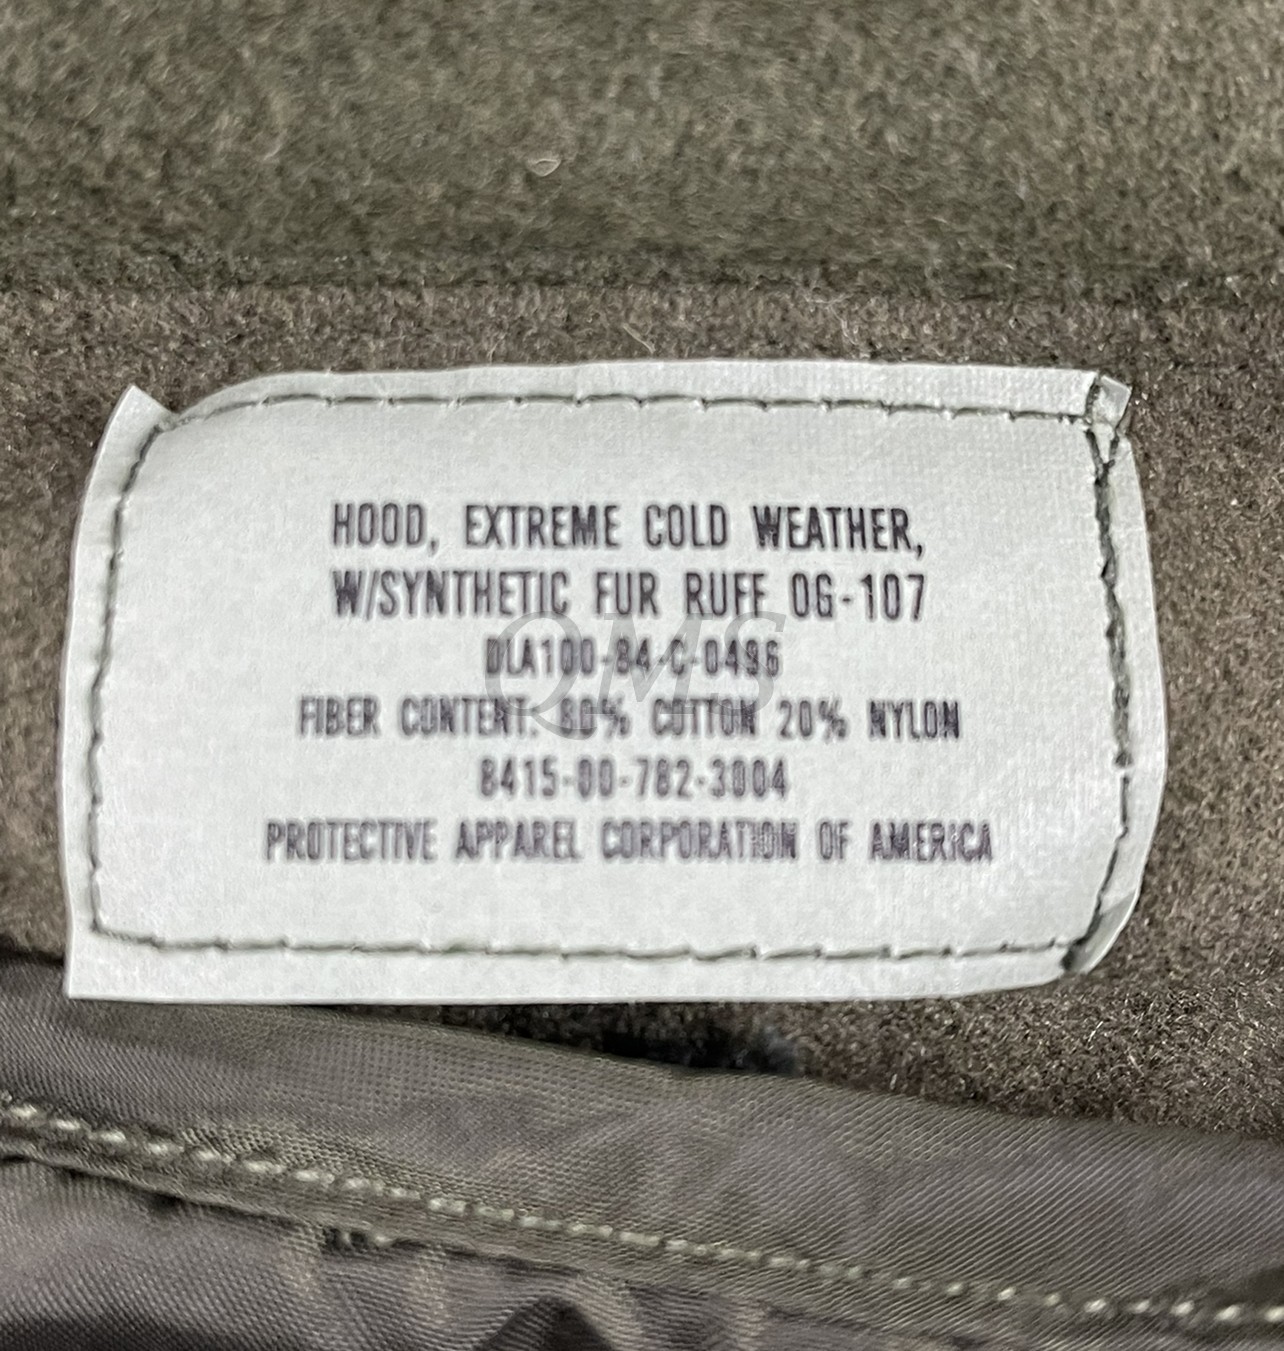 HOOD, EXTREME COLD WEATHER,
W/SYNTHETIC FUR RUFF OG-107
DLA100-84-C-0496
QMS
FIBER CONTENT: 80% COTTON 20% NYLON
8415-00-782-3004
PROTECTIVE APPAREL CORPORATION OF AMERICA